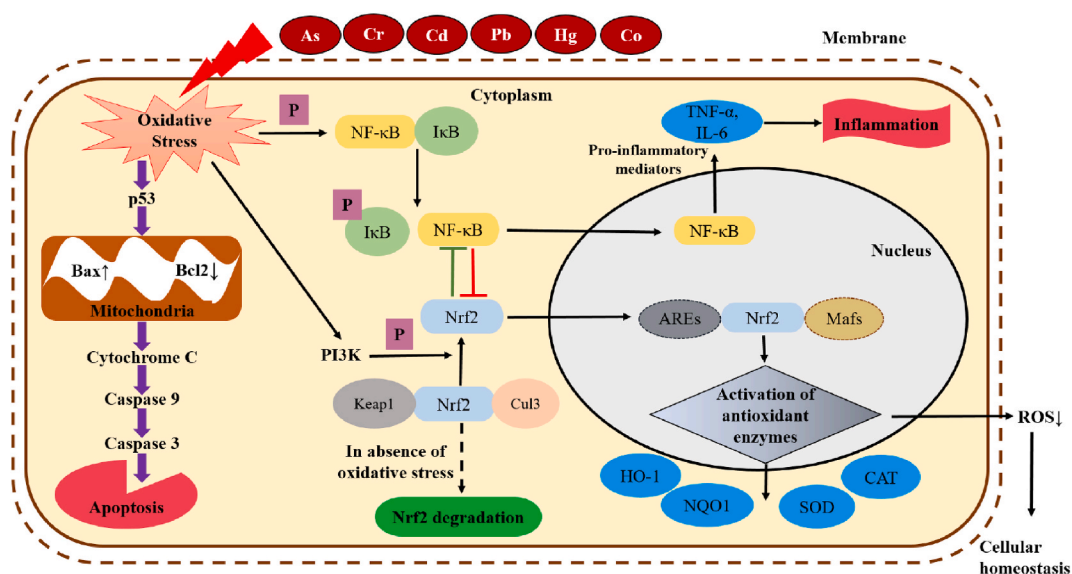 As Cr Cd Pb Hg Co
Membrane
Cytoplasm
Oxidative
Stress
P
NF-κB
IκB
TNF-α,
IL-6
Inflammation
Pro-inflammatory
mediators
p53
P
IκB
NF-κB
NF-κB
Nucleus
Bax↑
Bcl2↓
Mitochondria
Nrf2
AREs
Nrf2
Mafs
P
PI3K
Cytochrome C
Keap1
Nrf2
Cul3
Activation of
antioxidant
enzymes
ROS↓
Caspase 9
Caspase 3
In absence of
oxidative stress
HO-1
NQO1
SOD
CAT
Apoptosis
Nrf2 degradation
Cellular
homeostasis